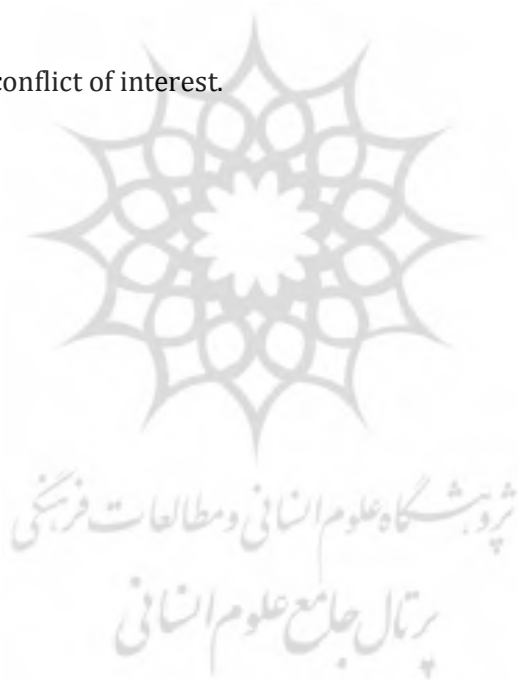 conflict of interest.
پژوهشگاه علوم انسانی و مطالعات فرهنگی
پرتال جامع علوم انسانی